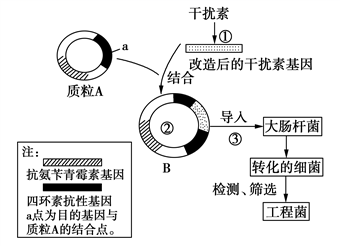 干扰素
①
a
改造后的干扰素基因
结合
质粒A
②
导入
③
大肠杆菌
B
转化的细菌
检测、筛选
工程菌
注:
抗氨苄青霉素基因
四环素抗性基因
a点为目的基因与
质粒A的结合点。